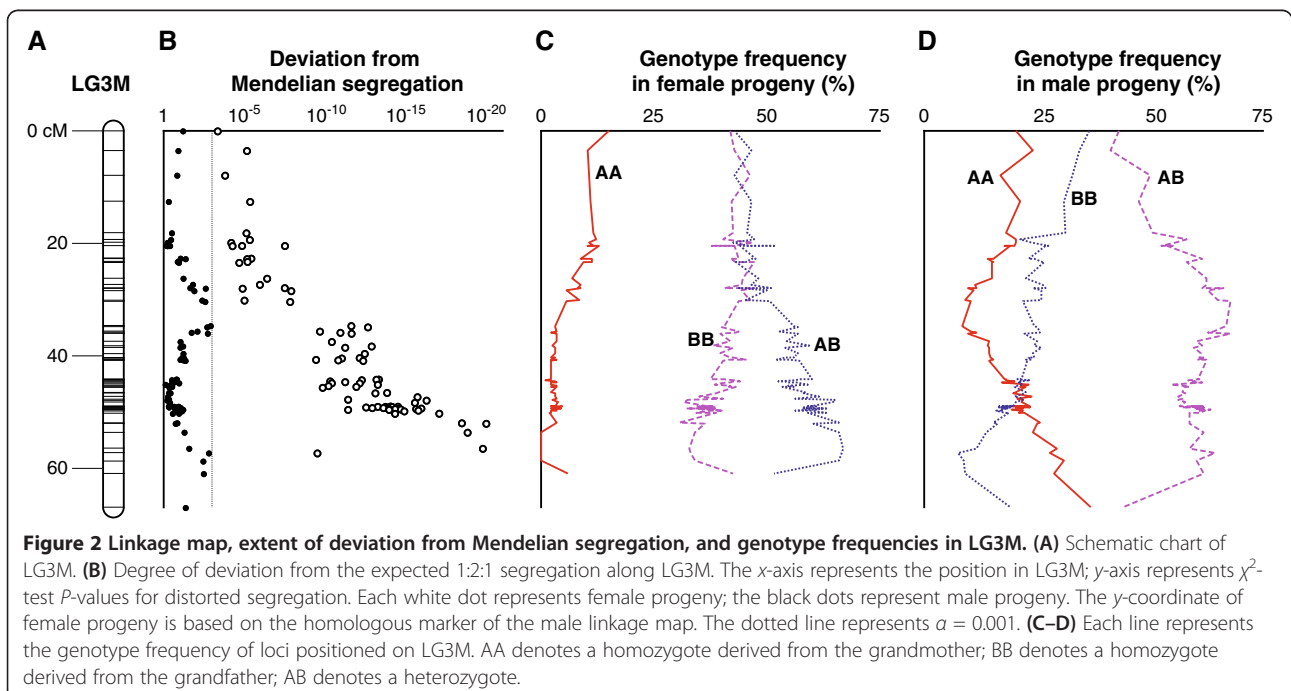 A
LG3M
0 cM
20
40
60
B
Deviation from
Mendelian segregation
1
10-5
10-10
10-15
10-20
C
Genotype frequency
in female progeny (%)
0
25
50
75
AA
BB
AB
D
Genotype frequency
in male progeny (%)
0
25
50
75
AA
BB
AB
Figure 2 Linkage map, extent of deviation from Mendelian segregation, and genotype frequencies in LG3M. (A) Schematic chart of
LG3M. (B) Degree of deviation from the expected 1:2:1 segregation along LG3M. The x-axis represents the position in LG3M; y-axis represents χ2-
test P-values for distorted segregation. Each white dot represents female progeny; the black dots represent male progeny. The y-coordinate of
female progeny is based on the homologous marker of the male linkage map. The dotted line represents α = 0.001. (C–D) Each line represents
the genotype frequency of loci positioned on LG3M. AA denotes a homozygote derived from the grandmother; BB denotes a homozygote
derived from the grandfather; AB denotes a heterozygote.